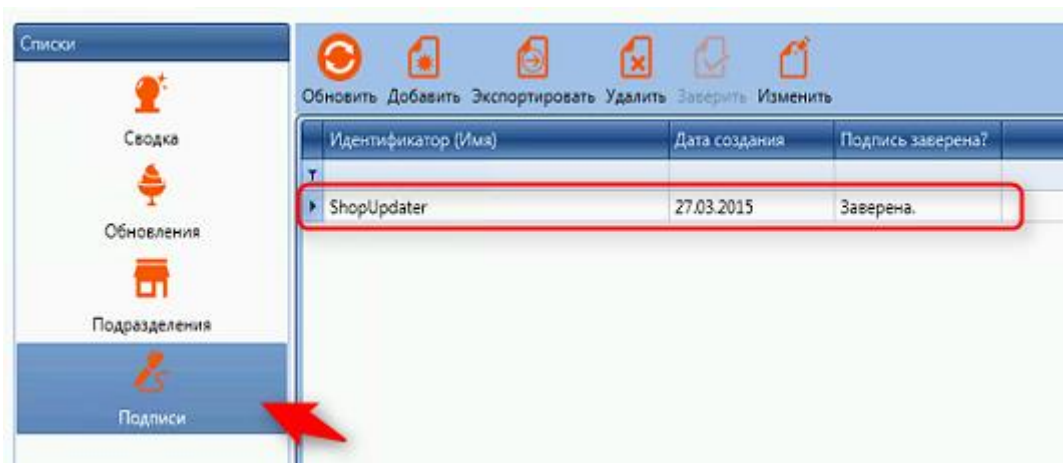 Списки
Сводка
Обновления
Подразделения
Подписи
Обновить Добавить Экспортировать Удалить Заверить Изменить
Идентификатор (Имя) Дата создания Подпись заверена?
ShopUpdater 27.03.2015 Заверена.